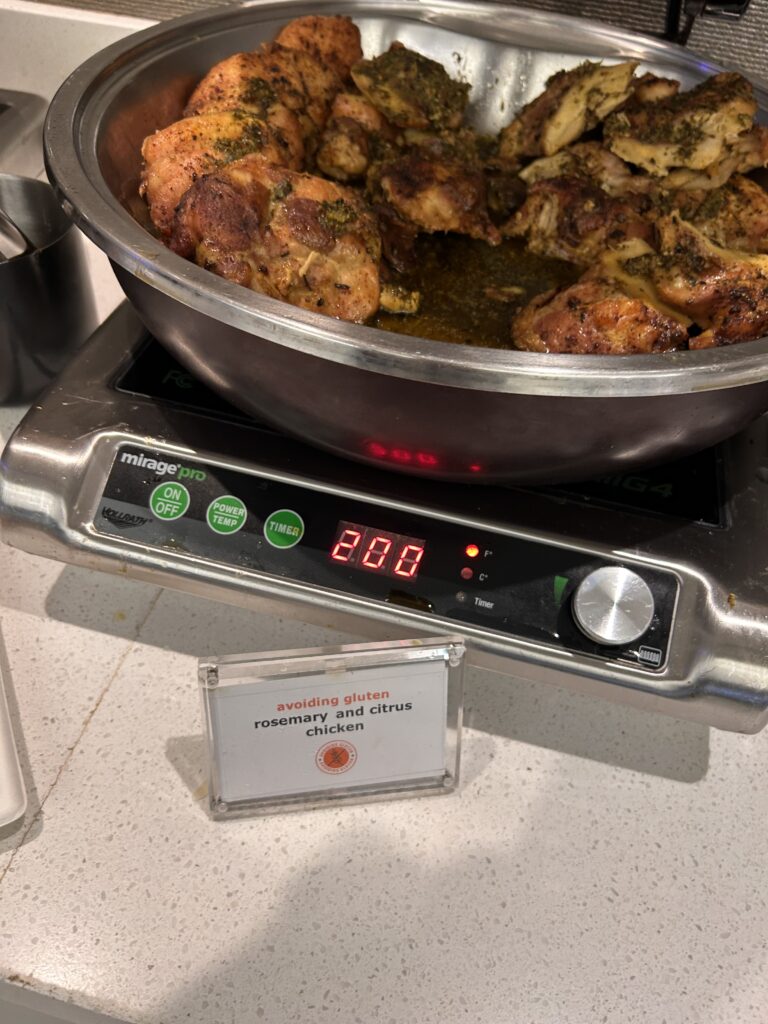 mirage pro
VOLLRATH
ON
OFF
POWER
TEMP
TIMER
200
F°
C°
Timer
avoiding gluten
rosemary and citrus
chicken